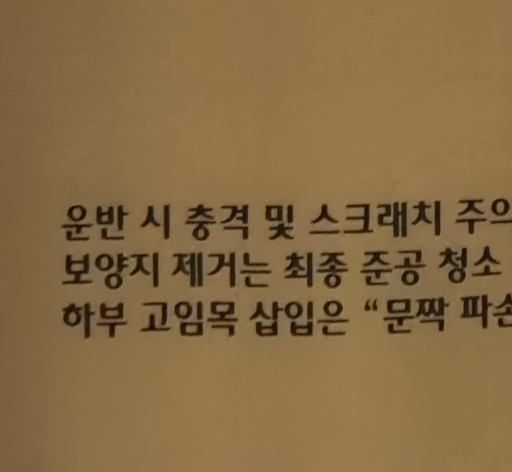 운반 시 충격 및 스크래치 주의
보양지 제거는 최종 준공 청소
하부 고임목 삽입은 “문짝 파손